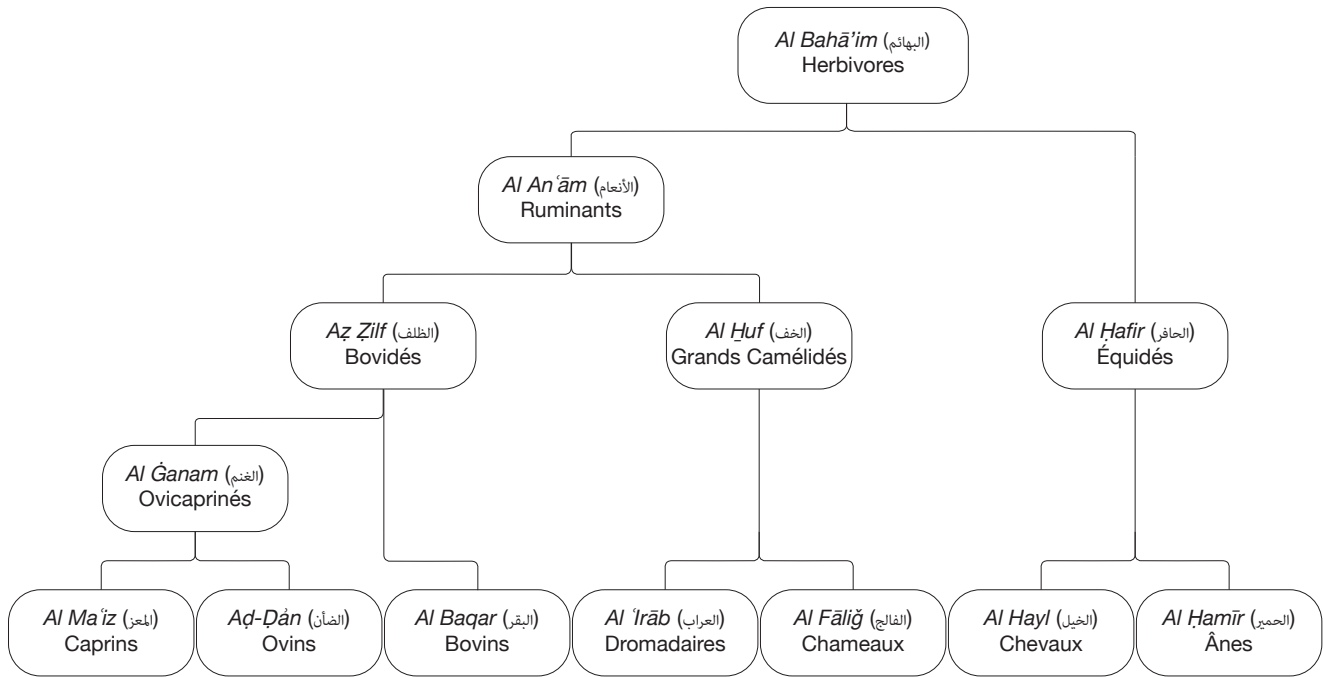 Al Bahā’im (البهائم)
Herbivores
Al Anʿām (الأنعام)
Ruminants
Aẓ Ẓilf (الظلف)
Bovidés
Al H̱uf (الخف)
Grands Camélidés
Al Ḥafir (الحافر)
Équidés
Al Ġanam (الغنم)
Ovicaprinés
Al Maʿiz (المعز)
Caprins
Aḍ-Ḍản (الضأن)
Ovins
Al Baqar (البقر)
Bovins
Al ʿIrāb (العراب)
Dromadaires
Al Fāliğ (الفالج)
Chameaux
Al Hayl (الخيل)
Chevaux
Al Ḥamīr (الحمير)
Ânes